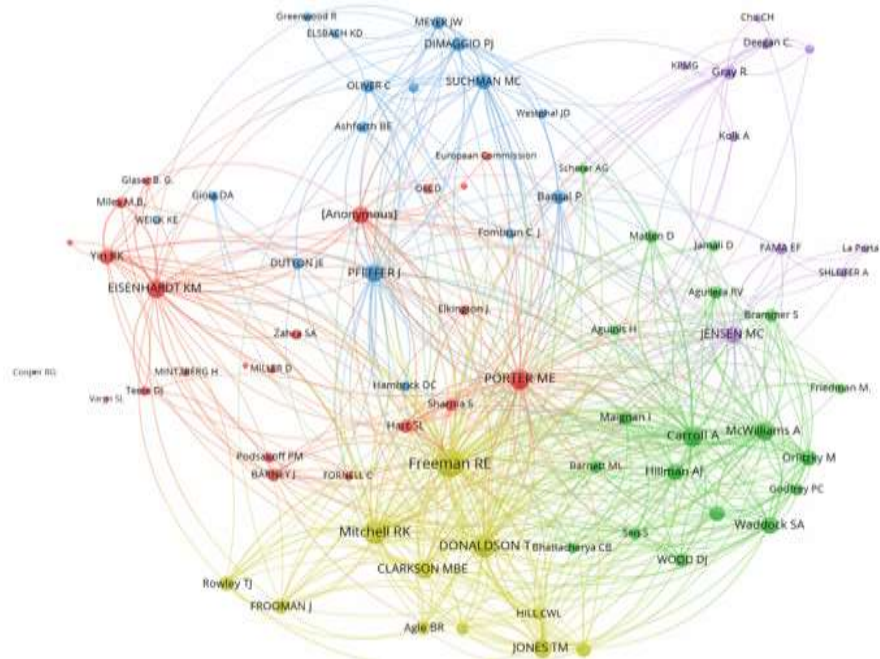 Greenwood R
MEYER JW
ELSBACH KD
DIMAGGIO PJ
Cho CH
Deegan C.
KPMG
Gray R.
OLIVER C
SUCHMAN MC
Ashforth BE
Westphal JD
Kolk A
European Commission
Scherer AG
Glaser B. G.
Miles M.B.
Gioia DA
OECD
Bansal P.
WEICK KE
[Anonymous]
Fombrun C. J.
Matten D
Jamali D
FAMA EF
La Porta
Yin RK
DUTTON JE
PFEFFER J
SHLEIFER A
EISENHARDT KM
Aguilera RV
Elkington J.
Brammer S
Zahra SA
Aguinis H
JENSEN MC
Cooper RG
MINTZBERG H
MILLER D
PORTER ME
Hambrick DC
Friedman M.
Vargo SL
Teece DJ
Sharma S
Maignan I
Hart SL
Carroll A
McWilliams A
Podsakoff PM
Freeman RE
Barnett ML
Hillman AJ
Orlitzky M
BARNEY J
FORNELL C
Godfrey PC
Mitchell RK
Sen S
Waddock SA
DONALDSON T
Bhattacharya CB
WOOD DJ
CLARKSON MBE
Rowley TJ
FROOMAN J
HILL CWL
Agle BR
JONES TM